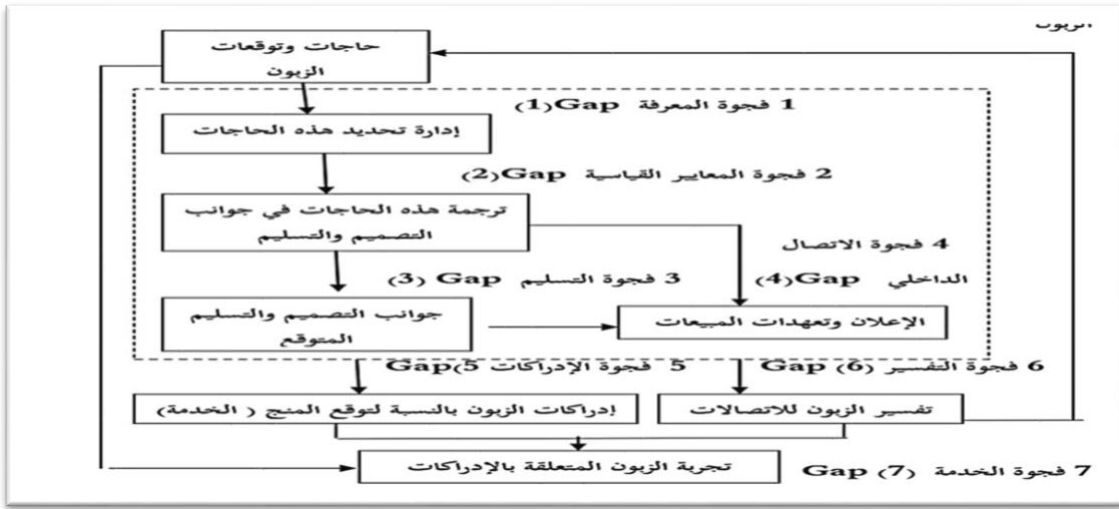 الزبون
حاجات وتوقعات
الزبون
1 فجوة المعرفة Gap(1)
إدارة تحديد هذه الحاجات
2 فجوة المعايير القياسية Gap(2)
ترجمة هذه الحاجات في جوانب
التصميم والتسليم
4 فجوة الاتصال
الداخلي Gap(4)
3 فجوة التسليم Gap (3)
جوانب التصميم والتسليم
المتوقع
الإعلان وتعهدات المبيعات
5 فجوة الإدراكات Gap(5
6 فجوة التفسير Gap (6)
إدراكات الزبون بالنسبة لتوقع المنج ( الخدمة)
تفسير الزبون للاتصالات
تجربة الزبون المتعلقة بالإدراكات
7 فجوة الخدمة Gap (7)